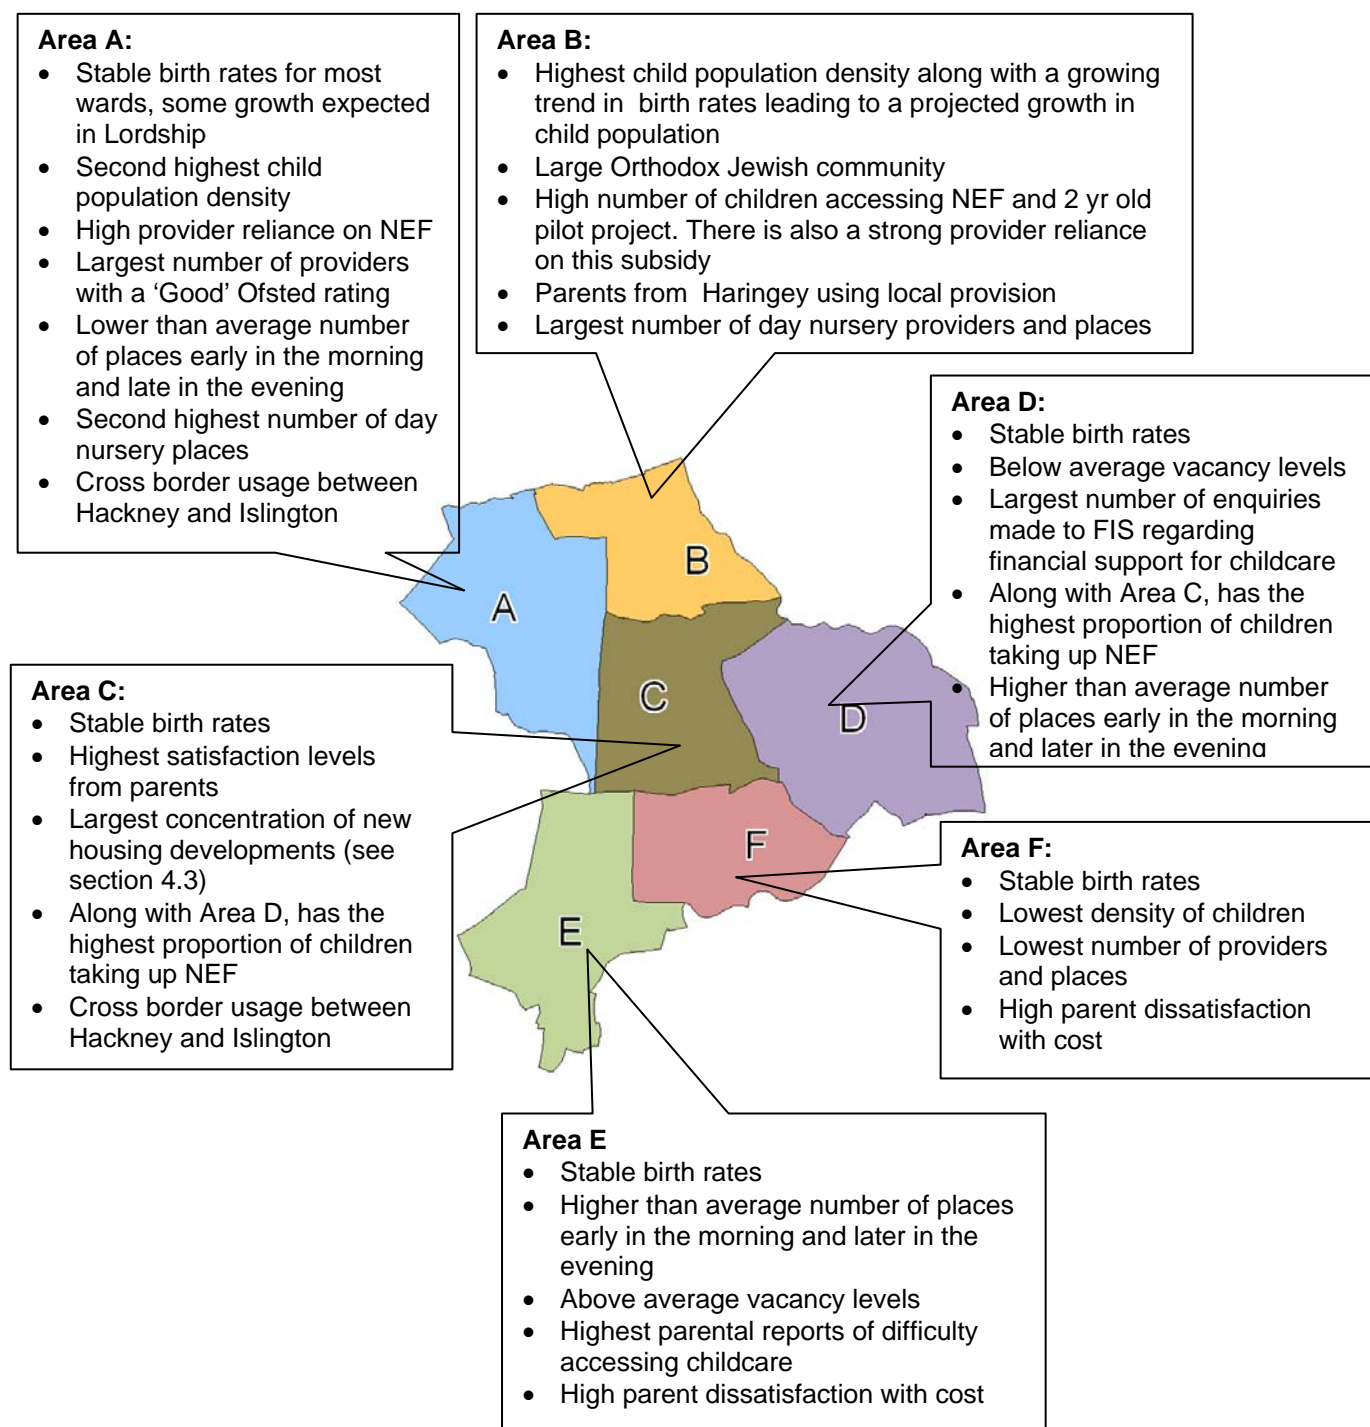 Area A:
• Stable birth rates for most
wards, some growth expected
in Lordship
• Second highest child
population density
• High provider reliance on NEF
• Largest number of providers
with a ‘Good’ Ofsted rating
• Lower than average number
of places early in the morning
and late in the evening
• Second highest number of day
nursery places
• Cross border usage between
Hackney and Islington
Area B:
• Highest child population density along with a growing
trend in birth rates leading to a projected growth in
child population
• Large Orthodox Jewish community
• High number of children accessing NEF and 2 yr old
pilot project. There is also a strong provider reliance
on this subsidy
• Parents from Haringey using local provision
• Largest number of day nursery providers and places
Area D:
• Stable birth rates
• Below average vacancy levels
• Largest number of enquiries
made to FIS regarding
financial support for childcare
• Along with Area C, has the
highest proportion of children
taking up NEF
• Higher than average number
of places early in the morning
and later in the evening
B
A
C
D
F
E
Area C:
• Stable birth rates
• Highest satisfaction levels
from parents
• Largest concentration of new
housing developments (see
section 4.3)
• Along with Area D, has the
highest proportion of children
taking up NEF
• Cross border usage between
Hackney and Islington
Area F:
• Stable birth rates
• Lowest density of children
• Lowest number of providers
and places
• High parent dissatisfaction
with cost
Area E
• Stable birth rates
• Higher than average number of places
early in the morning and later in the
evening
• Above average vacancy levels
• Highest parental reports of difficulty
accessing childcare
• High parent dissatisfaction with cost